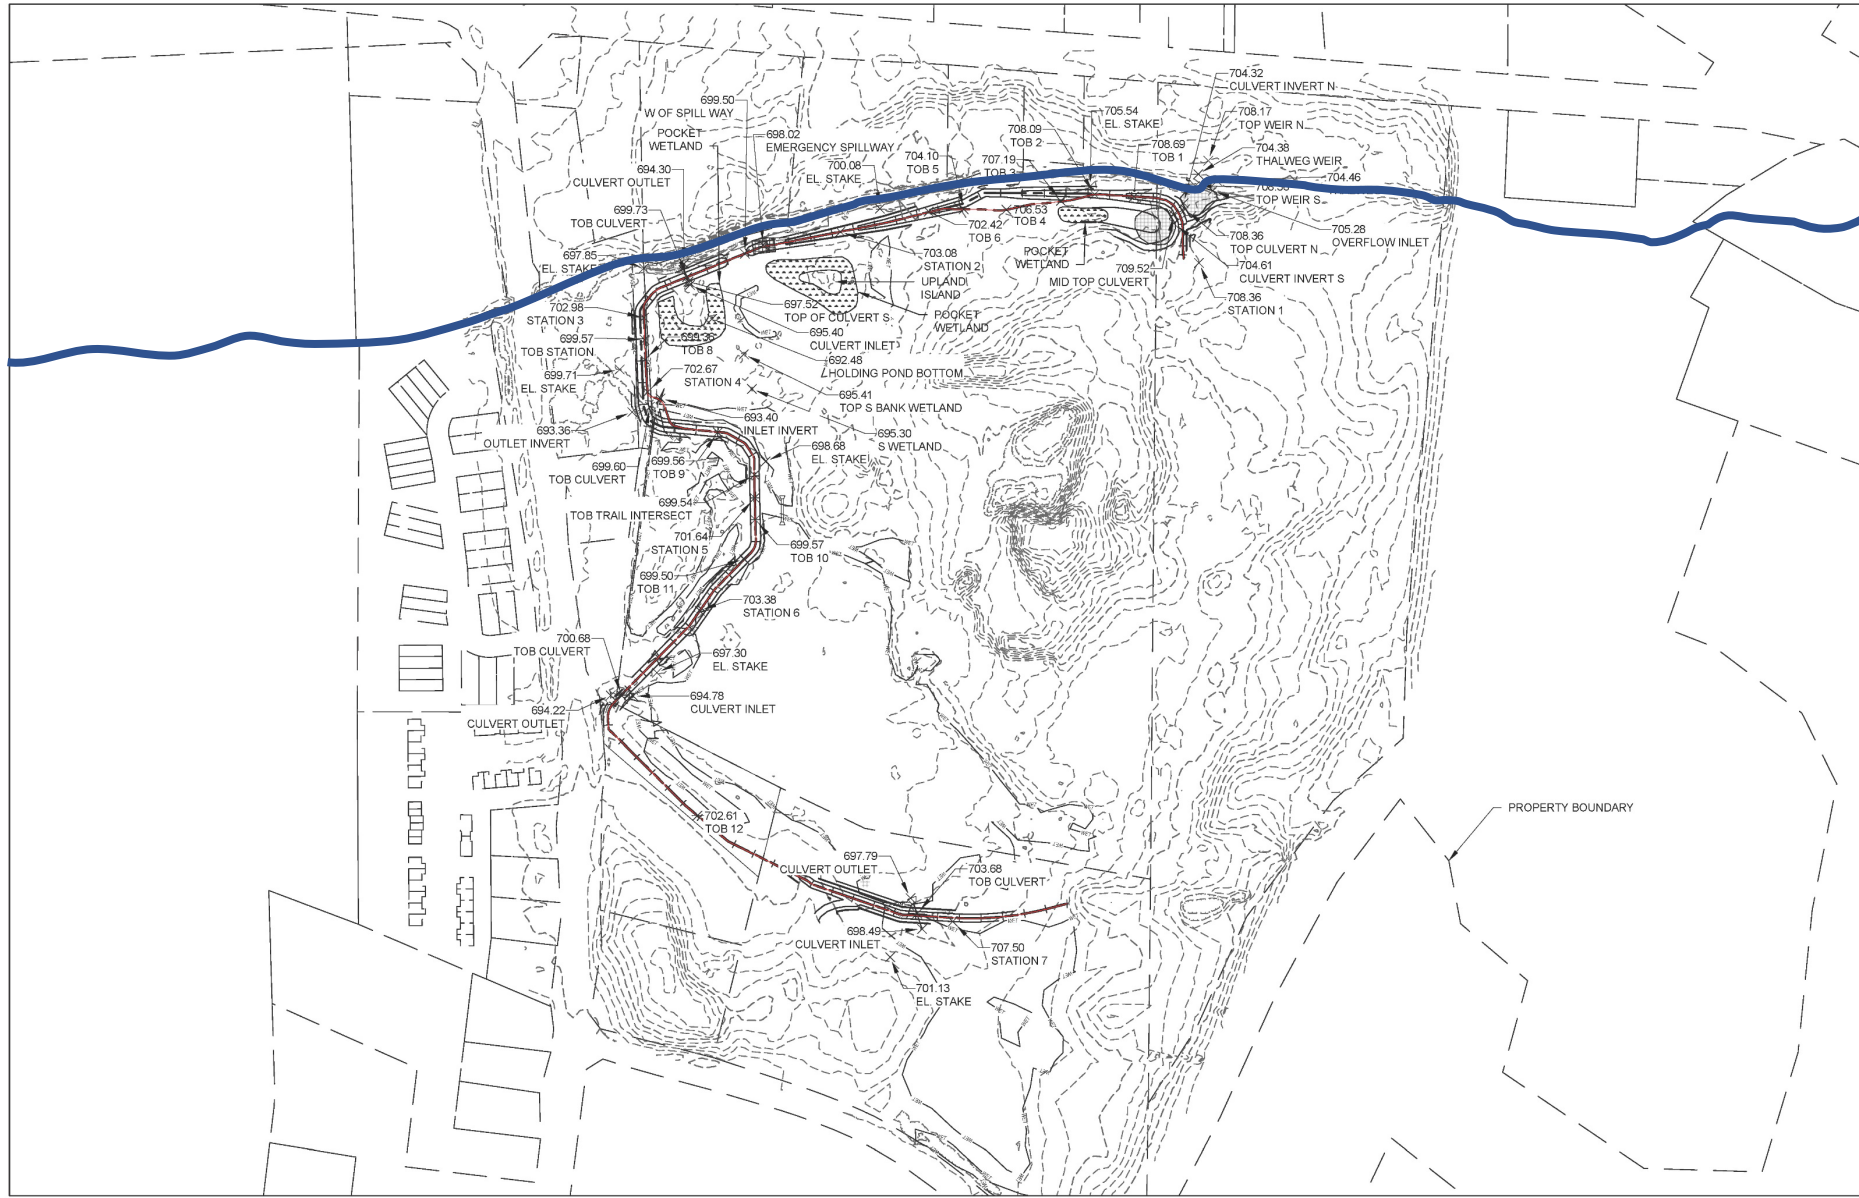 704.32
CULVERT INVERT N
699.50
W OF SPILL WAY
705.54
EL. STAKE
708.17
TOP WEIR N
708.09
TOB 2
POCKET
WETLAND
698.02
EMERGENCY SPILLWAY
708.69
TOB 1
704.38
THALWEG WEIR
704.10
TOB 5
707.19
TOB 3
694.30
CULVERT OUTLET
700.08
EL. STAKE
704.46
TOP WEIR S
699.73
TOB CULVERT
706.53
TOB 4
702.42
TOB 6
705.28
OVERFLOW INLET
708.36
TOP CULVERT N
697.85
EL. STAKE
703.08
STATION 2
POCKET
WETLAND
709.52
MID TOP CULVERT
704.61
CULVERT INVERT S
UPLAND
ISLAND
702.98
STATION 3
697.52
TOP OF CULVERT S
POCKET
WETLAND
708.36
STATION 1
699.57
TOB STATION
699.36
TOB 8
695.40
CULVERT INLET
692.48
HOLDING POND BOTTOM
699.71
EL. STAKE
702.67
STATION 4
695.41
TOP S BANK WETLAND
693.36
OUTLET INVERT
693.40
INLET INVERT
695.30
S WETLAND
698.68
EL. STAKE
699.60
TOB CULVERT
699.56
TOB 9
699.54
TOB TRAIL INTERSECT
701.64
STATION 5
699.57
TOB 10
699.50
TOB 11
703.38
STATION 6
700.68
TOB CULVERT
697.30
EL. STAKE
694.78
CULVERT INLET
694.22
CULVERT OUTLET
PROPERTY BOUNDARY
702.61
TOB 12
697.79
CULVERT OUTLET
703.68
TOB CULVERT
698.49
CULVERT INLET
707.50
STATION 7
701.13
EL. STAKE